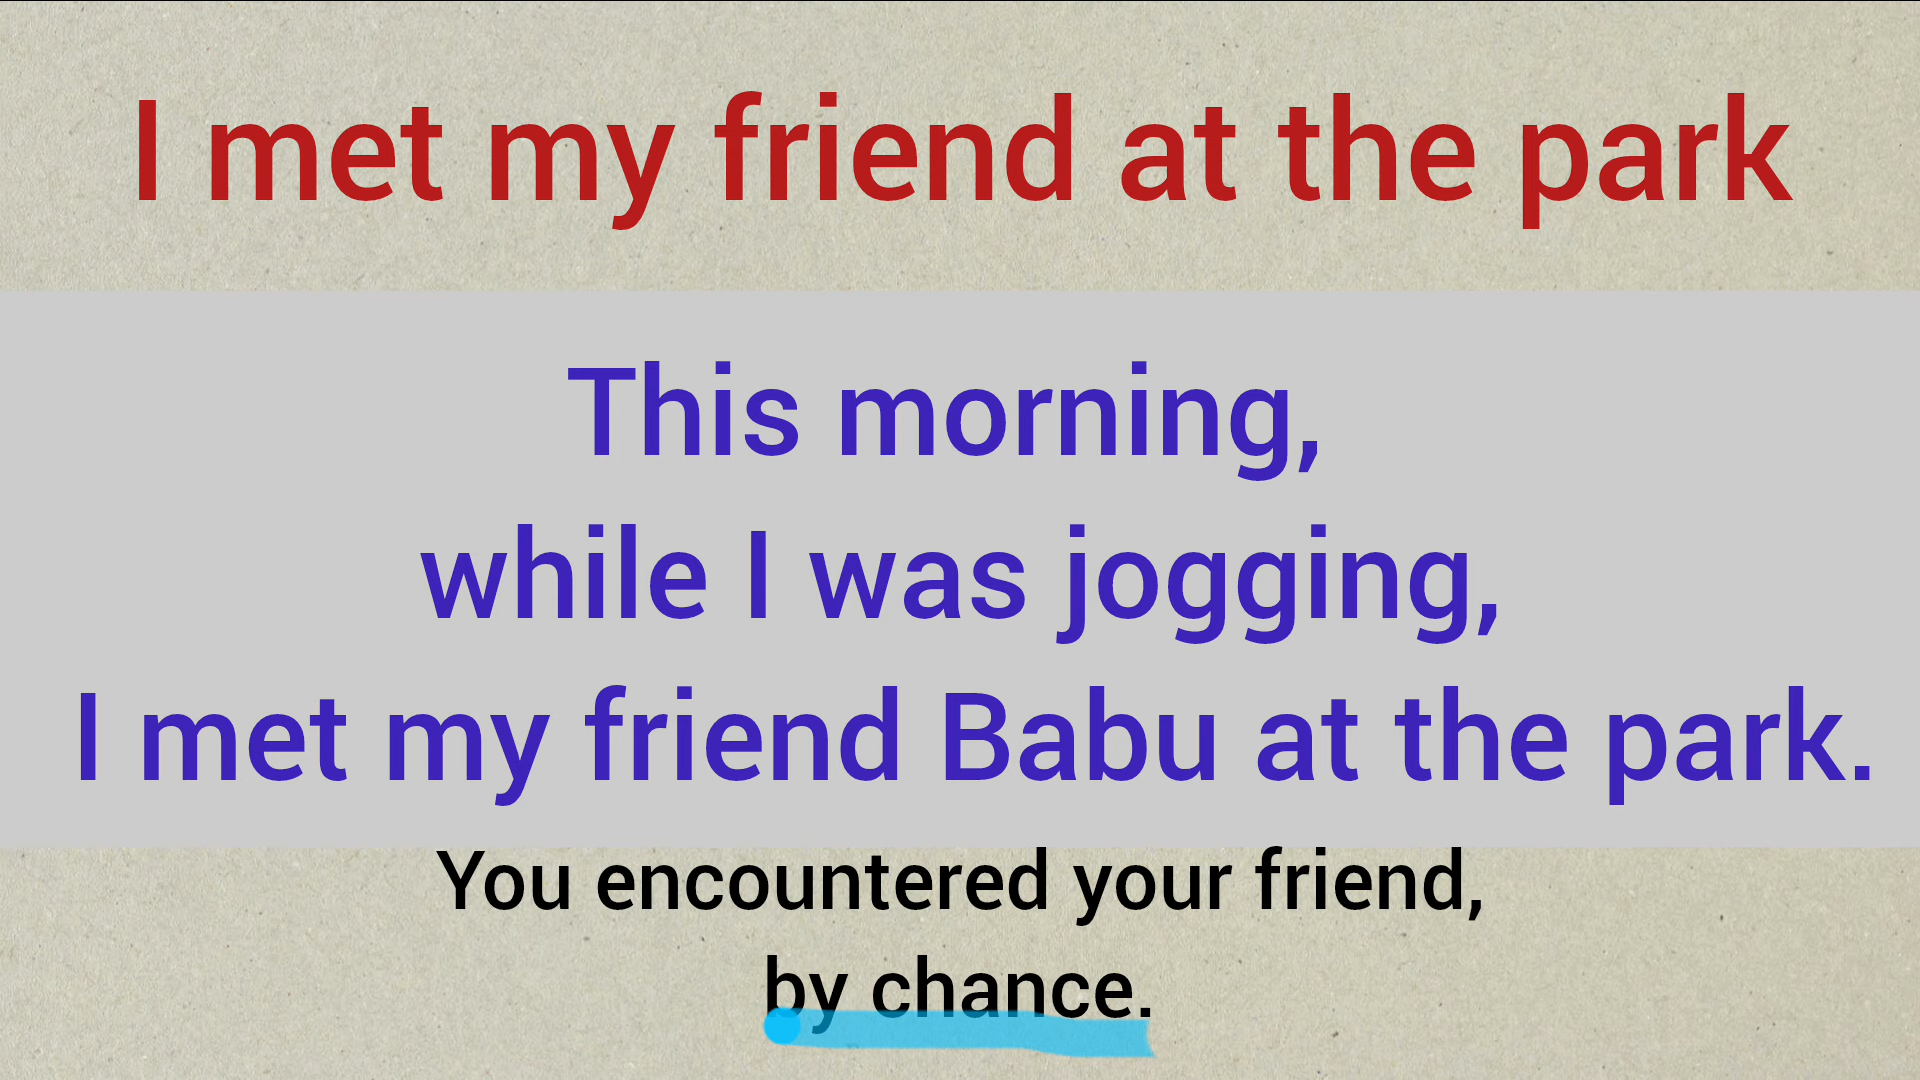 I met my friend at the park
This morning,
while I was jogging,
I met my friend Babu at the park.
You encountered your friend,
by chance.